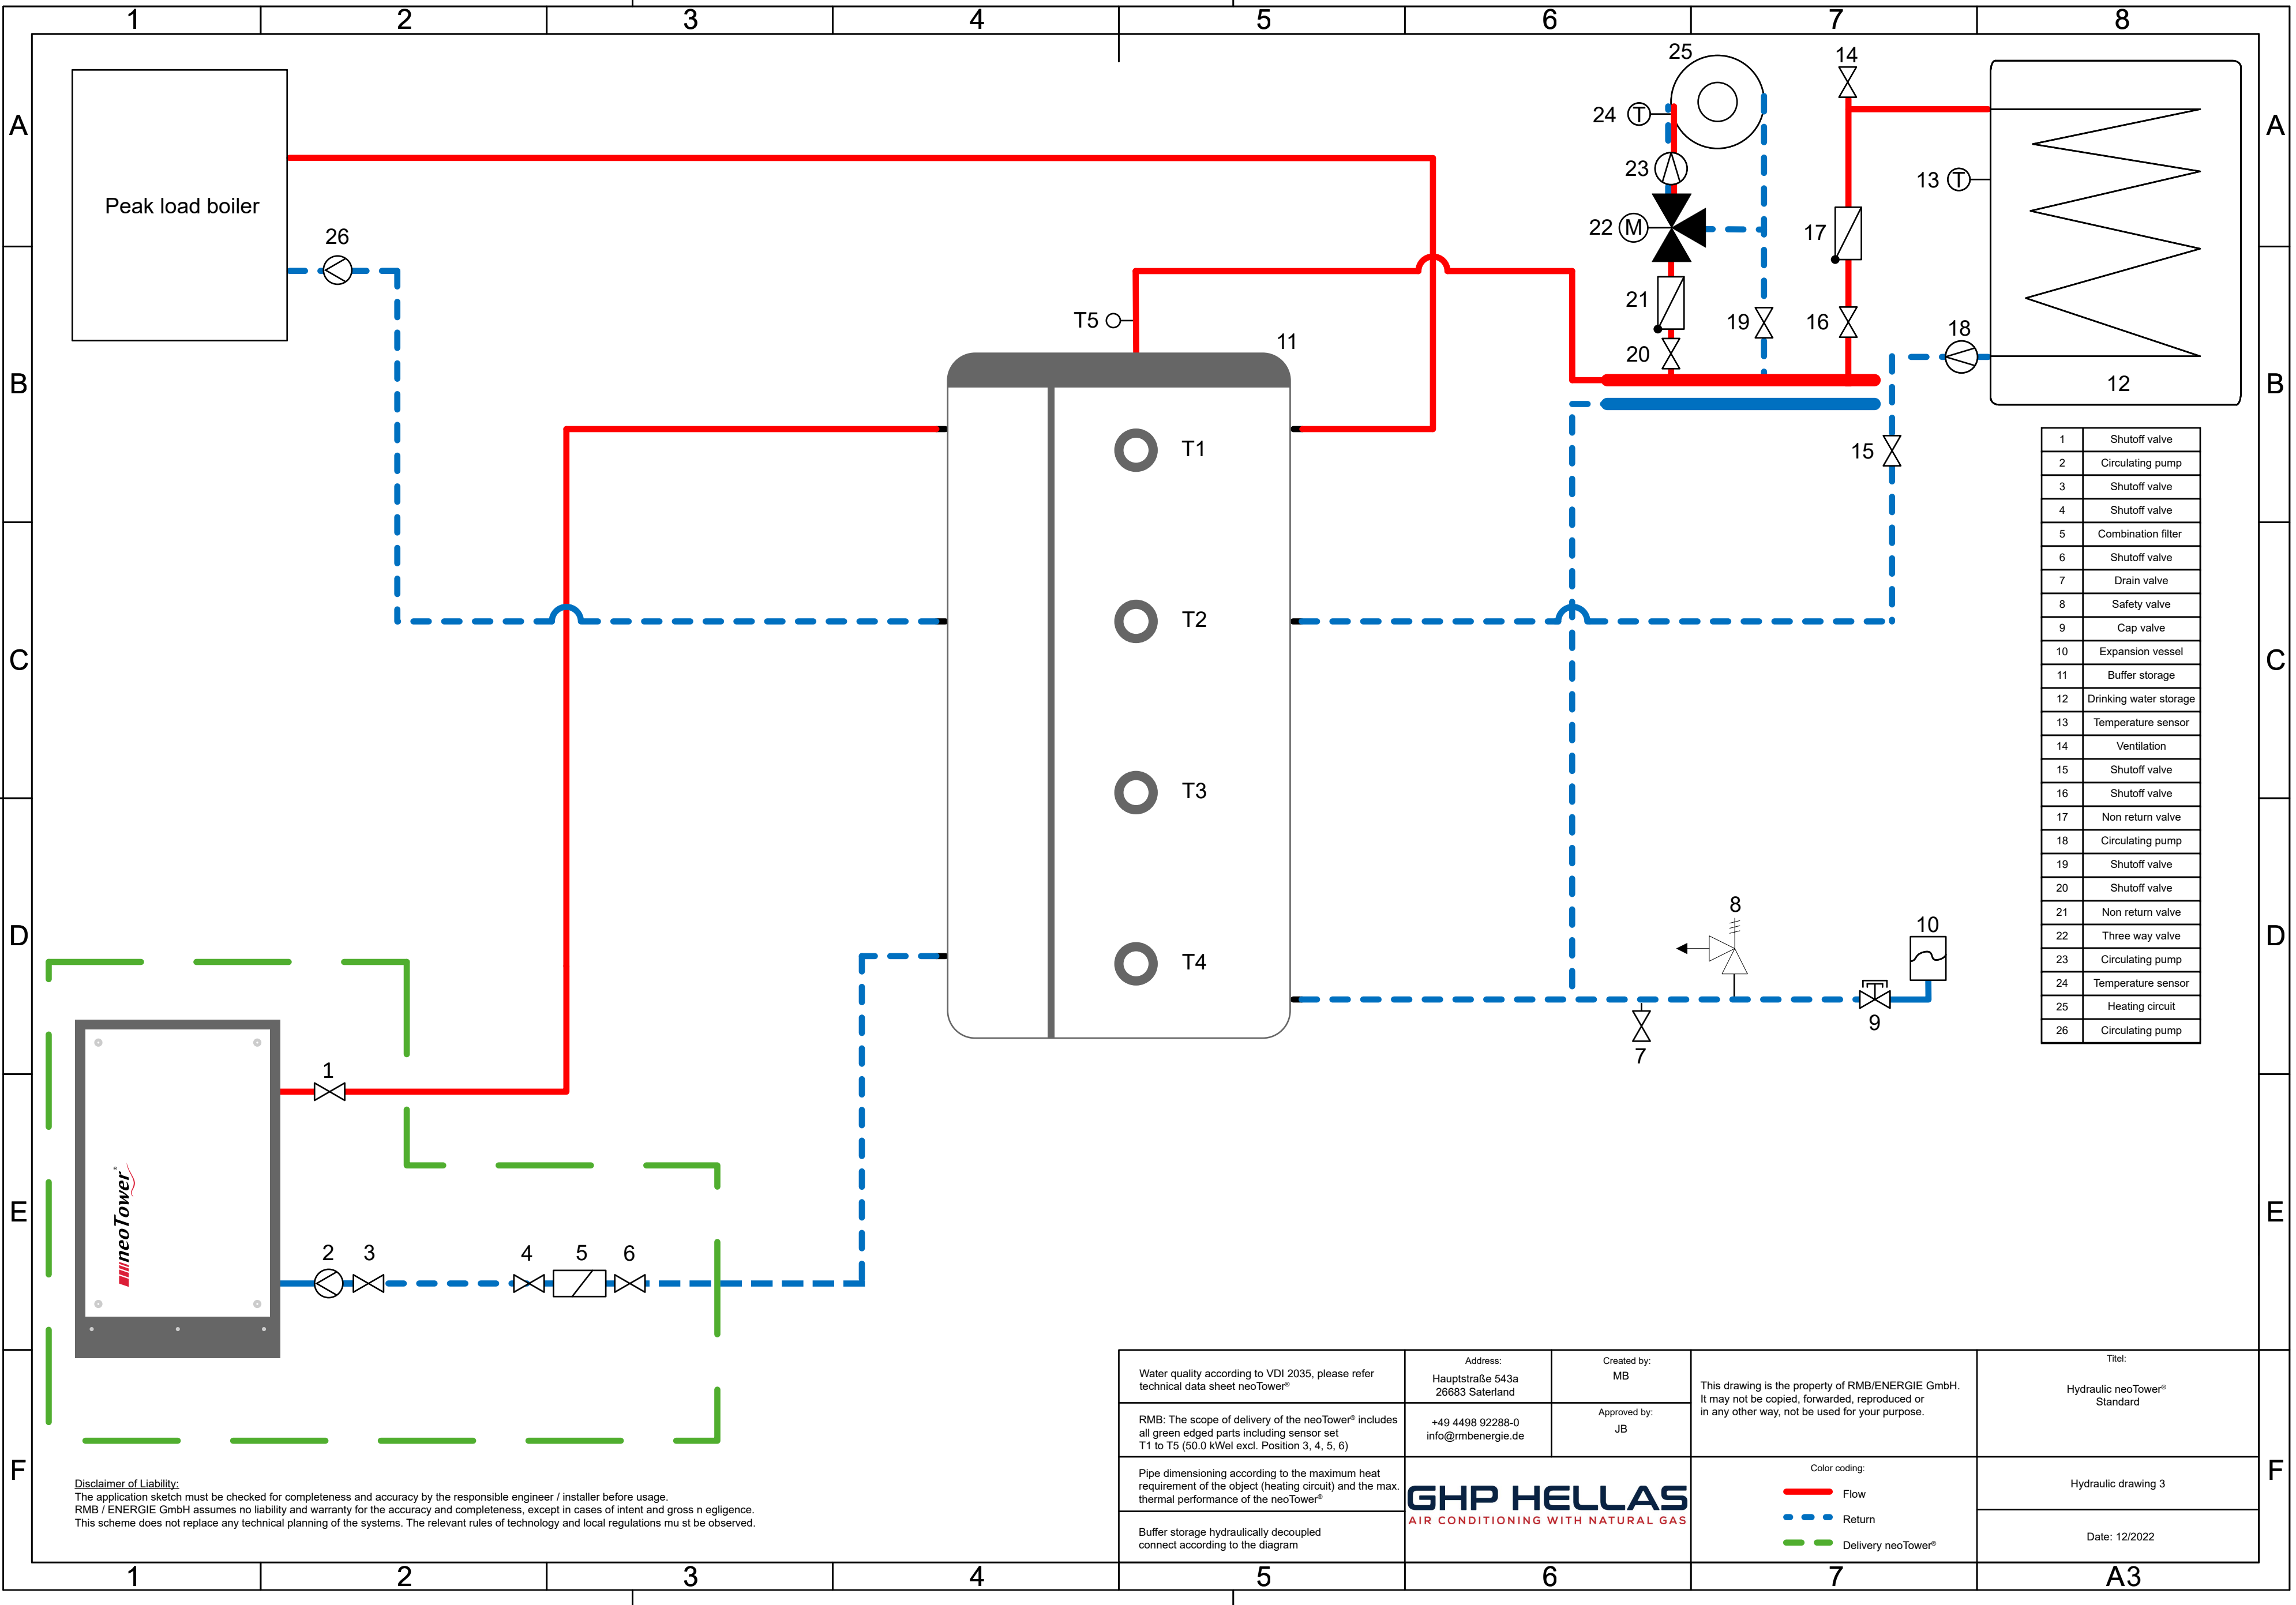 1 2 3 4 5 6 7 8
A A
B B
C C
D D
E E
F F
Peak load boiler
26
25
24 T
23
22 M
21
20
19
14
13 T
17
16
18
12
15
T5
11
T1
T2
T3
T4
8
10
9
7
1
neoTower®
2 3 4 5 6
1 Shutoff valve
2 Circulating pump
3 Shutoff valve
4 Shutoff valve
5 Combination filter
6 Shutoff valve
7 Drain valve
8 Safety valve
9 Cap valve
10 Expansion vessel
11 Buffer storage
12 Drinking water storage
13 Temperature sensor
14 Ventilation
15 Shutoff valve
16 Shutoff valve
17 Non return valve
18 Circulating pump
19 Shutoff valve
20 Shutoff valve
21 Non return valve
22 Three way valve
23 Circulating pump
24 Temperature sensor
25 Heating circuit
26 Circulating pump
Disclaimer of Liability:
The application sketch must be checked for completeness and accuracy by the responsible engineer / installer before usage.
RMB / ENERGIE GmbH assumes no liability and warranty for the accuracy and completeness, except in cases of intent and gross n egligence.
This scheme does not replace any technical planning of the systems. The relevant rules of technology and local regulations mu st be observed.
Water quality according to VDI 2035, please refer
technical data sheet neoTower®
RMB: The scope of delivery of the neoTower® includes
all green edged parts including sensor set
T1 to T5 (50.0 kWel excl. Position 3, 4, 5, 6)
Pipe dimensioning according to the maximum heat
requirement of the object (heating circuit) and the max.
thermal performance of the neoTower®
Buffer storage hydraulically decoupled
connect according to the diagram
Address:
Hauptstraße 543a
26683 Saterland
+49 4498 92288-0
info@rmbenergie.de
Created by:
MB
Approved by:
JB
GHP HELLAS
AIR CONDITIONING WITH NATURAL GAS
This drawing is the property of RMB/ENERGIE GmbH.
It may not be copied, forwarded, reproduced or
in any other way, not be used for your purpose.
Color coding:
Flow
Return
Delivery neoTower®
Titel:
Hydraulic neoTower®
Standard
Hydraulic drawing 3
Date: 12/2022
1 2 3 4 5 6 7 A3